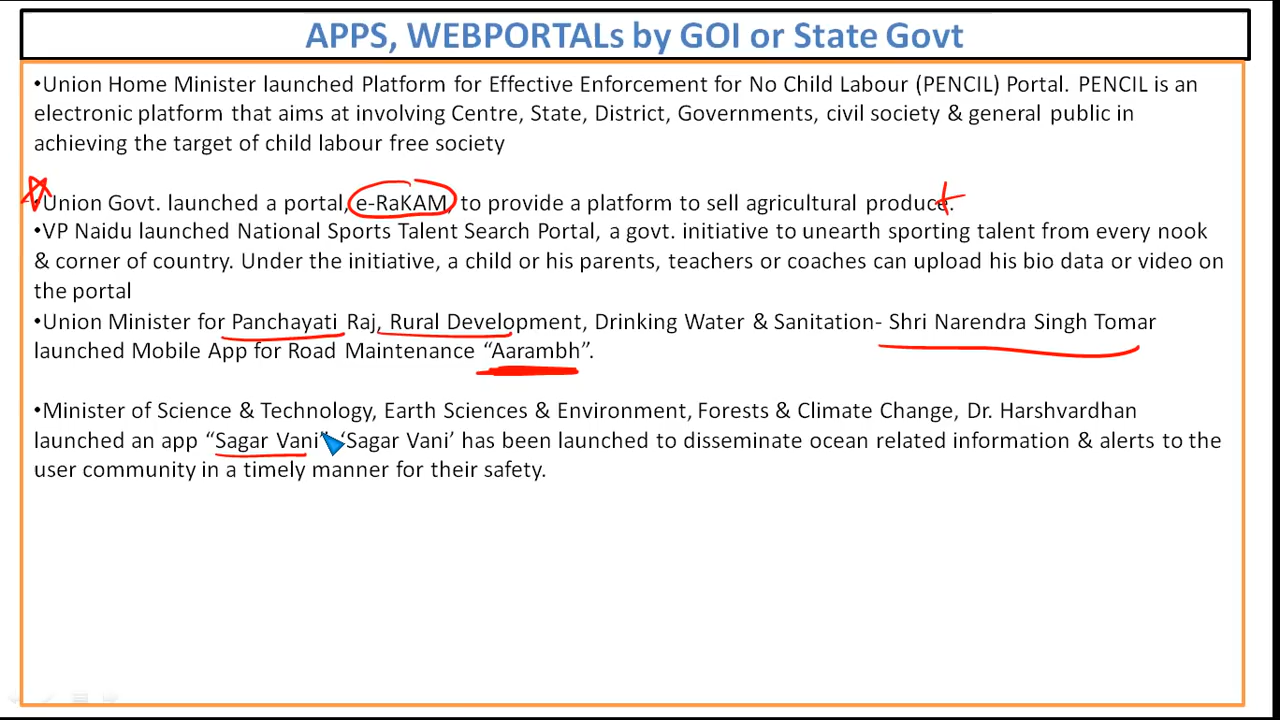 APPS, WEBPORTALs by GOI or State Govt
•Union Home Minister launched Platform for Effective Enforcement for No Child Labour (PENCIL) Portal. PENCIL is an
electronic platform that aims at involving Centre, State, District, Governments, civil society & general public in
achieving the target of child labour free society
•Union Govt. launched a portal, e-RaKAM, to provide a platform to sell agricultural produce.
•VP Naidu launched National Sports Talent Search Portal, a govt. initiative to unearth sporting talent from every nook
& corner of country. Under the initiative, a child or his parents, teachers or coaches can upload his bio data or video on
the portal
•Union Minister for Panchayati Raj, Rural Development, Drinking Water & Sanitation- Shri Narendra Singh Tomar
launched Mobile App for Road Maintenance “Aarambh”.
•Minister of Science & Technology, Earth Sciences & Environment, Forests & Climate Change, Dr. Harshvardhan
launched an app “Sagar Vani” ‘Sagar Vani’ has been launched to disseminate ocean related information & alerts to the
user community in a timely manner for their safety.